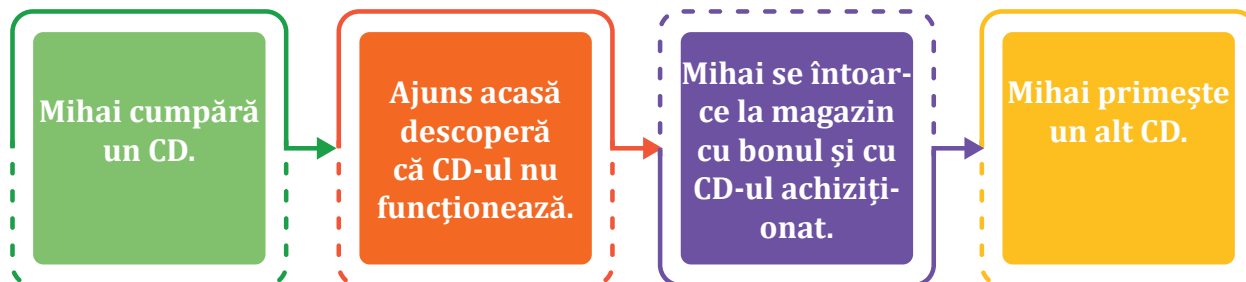 Mihai cumpără
un CD.
Ajuns acasă
descoperă
că CD-ul nu
funcționează.
Mihai se întoar-
ce la magazin
cu bonul și cu
CD-ul achiziți-
onat.
Mihai primește
un alt CD.